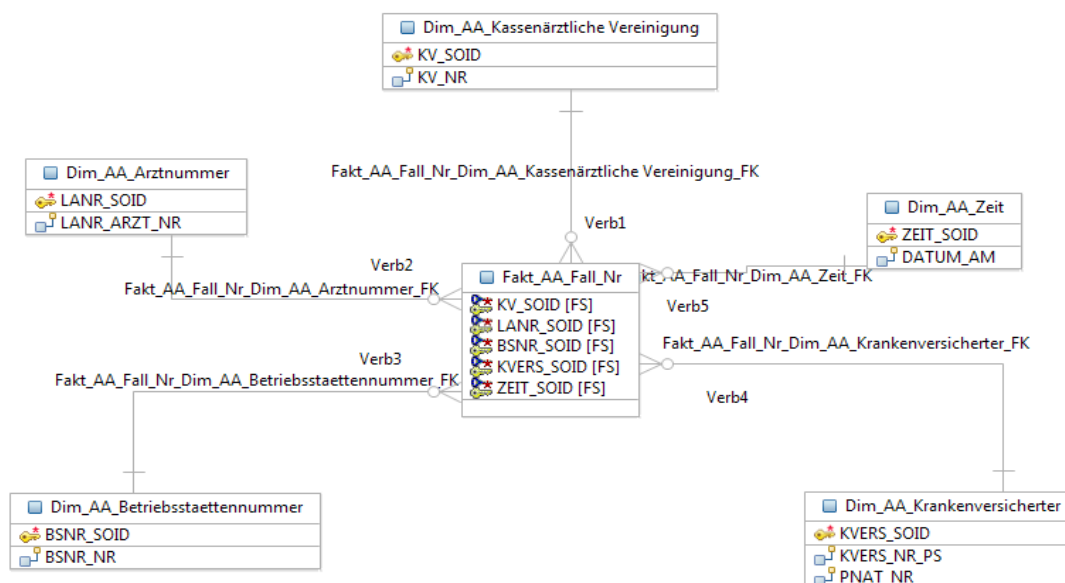 Dim_AA_Kassenärztliche Vereinigung
KV_SOID
KV_NR
Fakt_AA_Fall_Nr_Dim_AA_Kassenärztliche Vereinigung_FK
Verb1
Dim_AA_Arztnummer
LANR_SOID
LANR_ARZT_NR
Verb2
Fakt_AA_Fall_Nr_Dim_AA_Arztnummer_FK
Dim_AA_Zeit
ZEIT_SOID
DATUM_AM
akt_AA_Fall_Nr_Dim_AA_Zeit_FK
Verb5
Fakt_AA_Fall_Nr
KV_SOID [FS]
LANR_SOID [FS]
BSNR_SOID [FS]
KVERS_SOID [FS]
ZEIT_SOID [FS]
Fakt_AA_Fall_Nr_Dim_AA_Krankenversicherter_FK
Verb4
Verb3
Fakt_AA_Fall_Nr_Dim_AA_Betriebsstaettennummer_FK
Dim_AA_Betriebsstaettennummer
BSNR_SOID
BSNR_NR
Dim_AA_Krankenversicherter
KVERS_SOID
KVERS_NR_PS
PNAT_NR